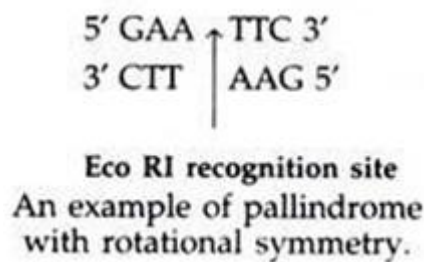 5′ GAA TTC 3′
3′ CTT AAG 5′
Eco RI recognition site
An example of pallindrome
with rotational symmetry.